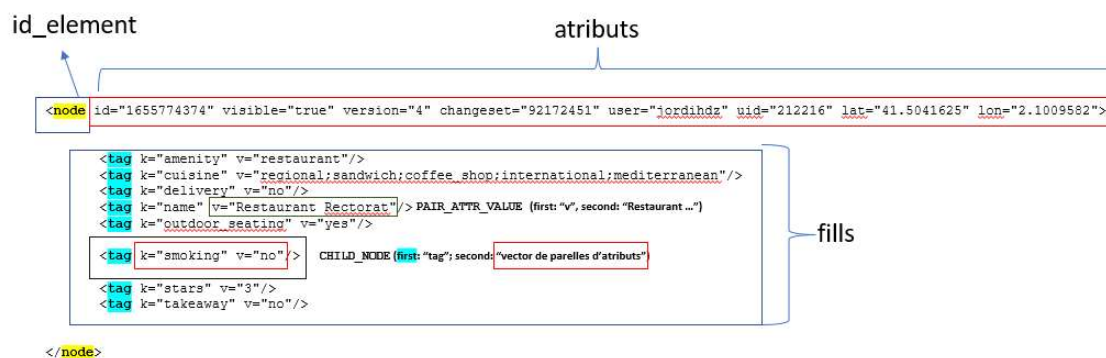 id_element
atributs
<node id="1655774374" visible="true" version="4" changeset="92172451" user="jordihdz" uid="212216" lat="41.5041625" lon="2.1009582">
<tag k="amenity" v="restaurant"/>
<tag k="cuisine" v="regional;sandwich;coffee_shop;international;mediterranean"/>
<tag k="delivery" v="no"/>
<tag k="name" v="Restaurant Rectorat"/> PAIR_ATTR_VALUE (first: “v”, second: “Restaurant ...”)
<tag k="outdoor_seating" v="yes"/>
fills
<tag k="smoking" v="no"/> CHILD_NODE (first: “tag”; second: “vector de parelles d’atributs”)
<tag k="stars" v="3"/>
<tag k="takeaway" v="no"/>
</node>